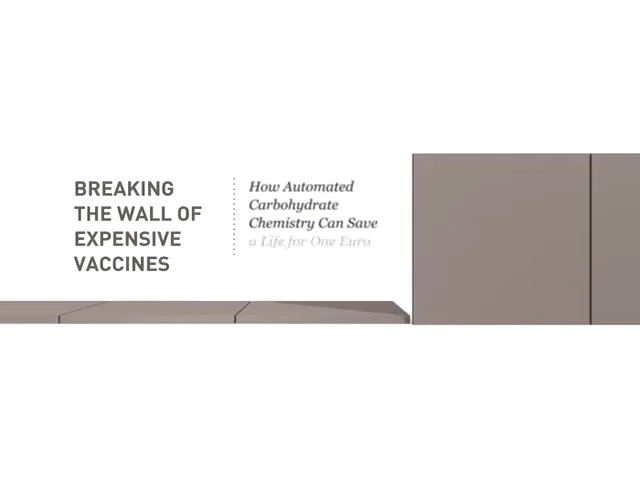 BREAKING
THE WALL OF
EXPENSIVE
VACCINES
How Automated
Carbohydrate
Chemistry Can Save
a Life for One Euro